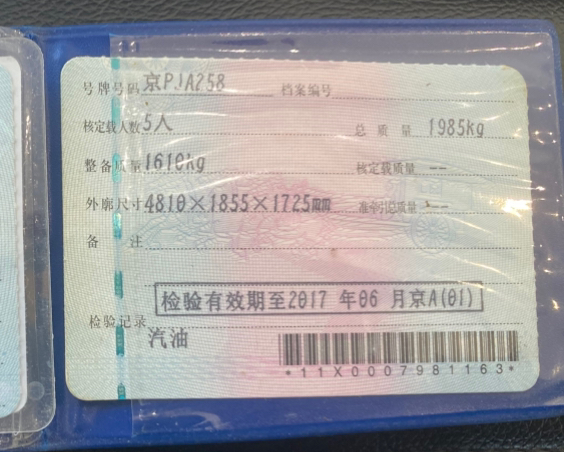 号牌号码 京PJA258 档案编号
核定载人数 5人 总质量 1985kg
整备质量 1610kg 核定载质量 --
外廓尺寸 4810×1855×1725mm 准牵引总质量 --
备注
检验有效期至2017 年06 月京A(01)
检验记录
汽油
*11X0007981163*